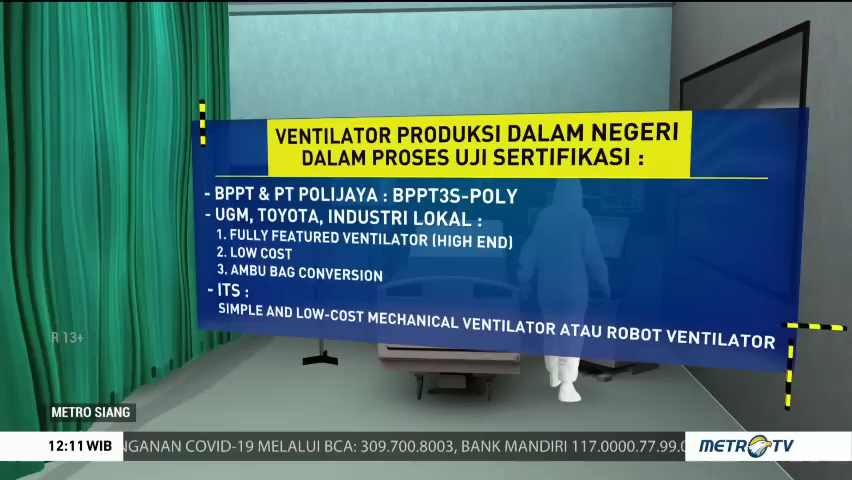 VENTILATOR PRODUKSI DALAM NEGERI
DALAM PROSES UJI SERTIFIKASI :
- BPPT & PT POLIJAYA : BPPT3S-POLY
- UGM, TOYOTA, INDUSTRI LOKAL :
1. FULLY FEATURED VENTILATOR (HIGH END)
2. LOW COST
3. AMBU BAG CONVERSION
- ITS :
SIMPLE AND LOW-COST MECHANICAL VENTILATOR ATAU ROBOT VENTILATOR
R 13+
METRO SIANG
12:11 WIB
NGANAN COVID-19 MELALUI BCA: 309.700.8003, BANK MANDIRI 117.0000.77.99.0
METRO TV